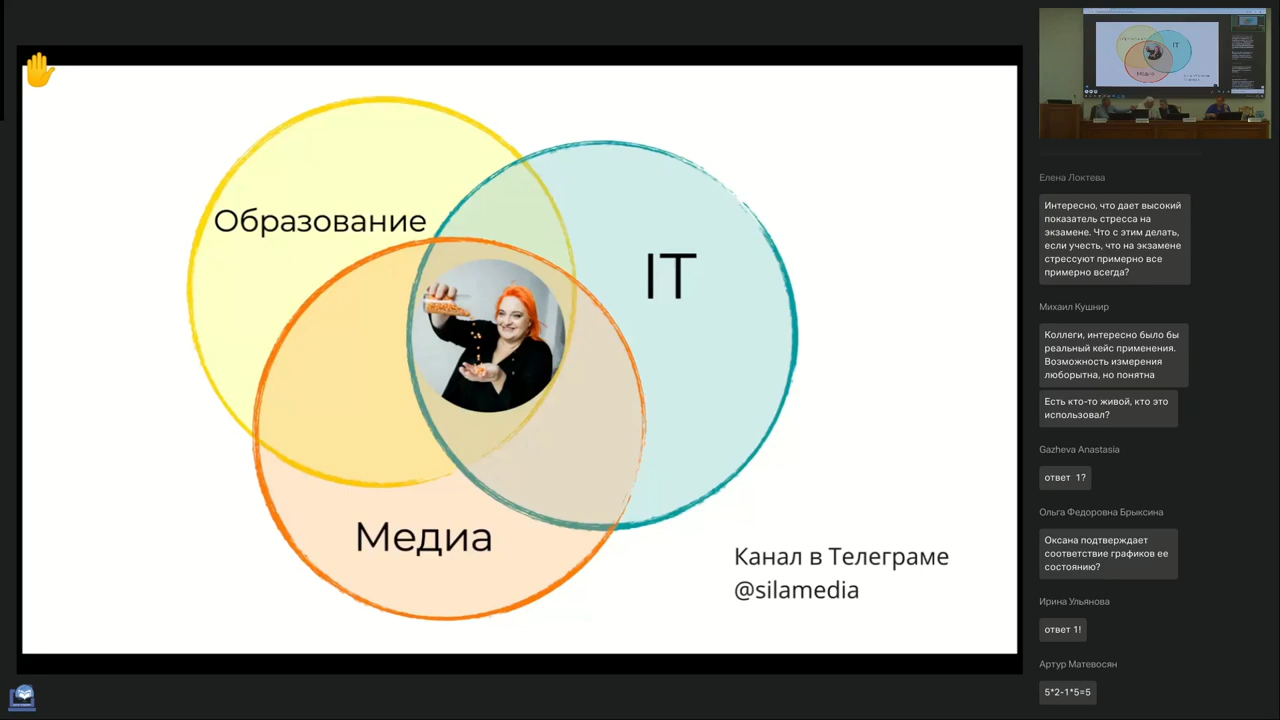 Образование
IT
Медиа
Канал в Телеграме
@silamedia
IT
Елена Локтева
Интересно, что дает высокий
показатель стресса на
экзамене. Что с этим делать,
если учесть, что на экзамене
стрессуют примерно все
примерно всегда?
Михаил Кушнир
Коллеги, интересно было бы
реальный кейс применения.
Возможность измерения
люборытна, но понятна
Есть кто-то живой, кто это
использовал?
Gazheva Anastasia
ответ 1?
Ольга Федоровна Брыксина
Оксана подтверждает
соответствие графиков ее
состоянию?
Ирина Ульянова
ответ 1!
Артур Матевосян
5*2-1*5=5